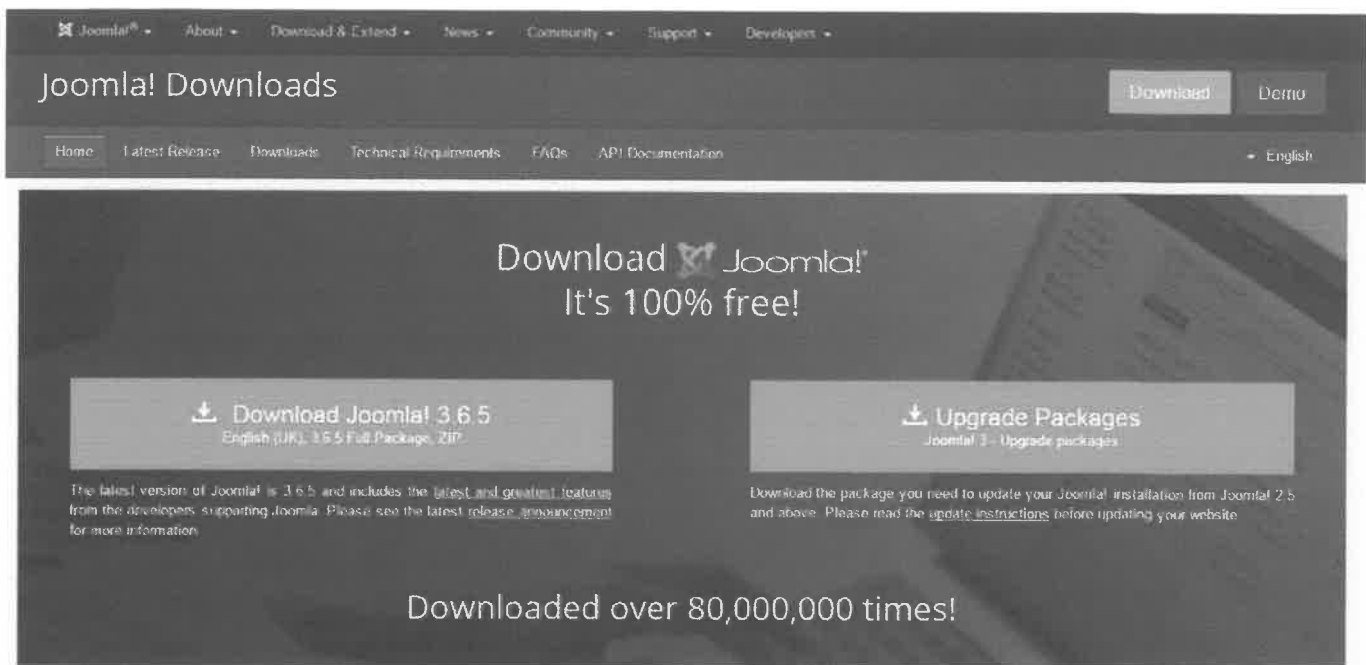 Joomla!® About Download & Extend News Community Support Developers
Joomla! Downloads
Download Demo
Home Latest Release Downloads Technical Requirements FAQs API Documentation English
Download Joomla!®
It's 100% free!
Download Joomla! 3.6.5
English (UK), 3.6.5 Full Package, ZIP
The latest version of Joomla! is 3.6.5 and includes the latest and greatest features
from the developers supporting Joomla. Please see the latest release announcement
for more information
Upgrade Packages
Joomla! 3 - Upgrade packages
Download the package you need to update your Joomla! installation from Joomla! 2.5
and above. Please read the update instructions before updating your website
Downloaded over 80,000,000 times!